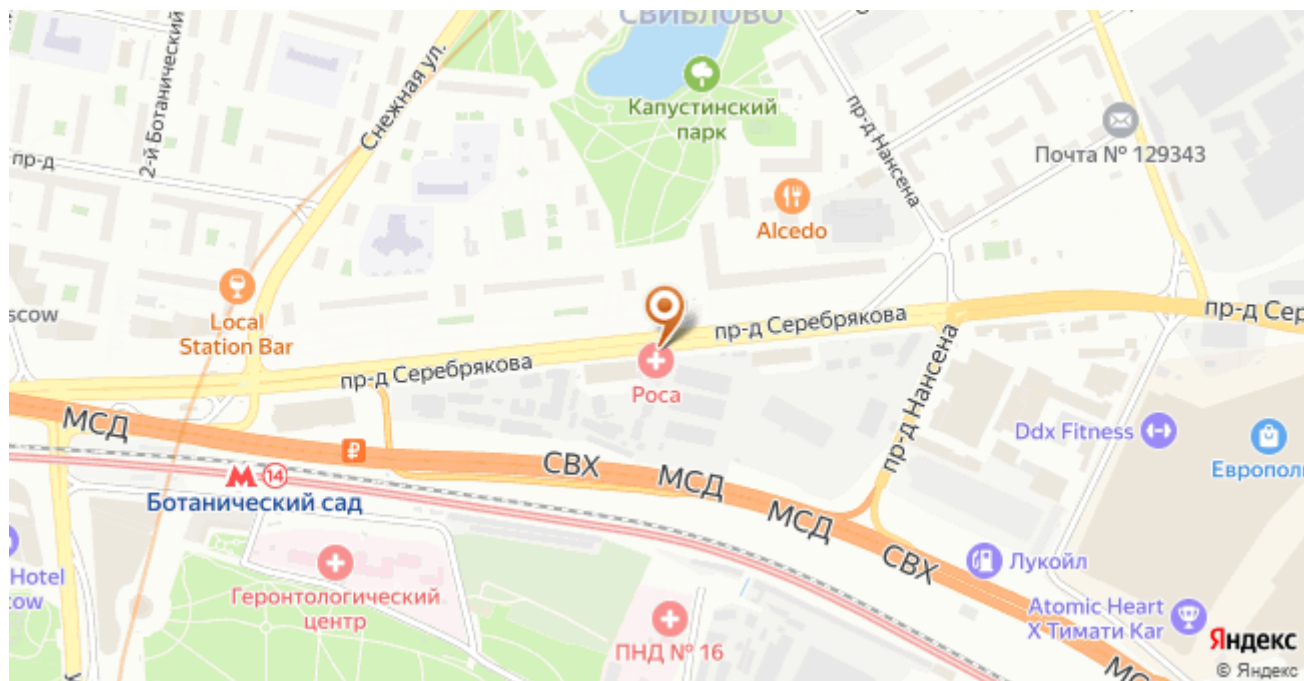 СВИБЛОВО
2-й Ботанический
пр-д
Снежная ул.
Капустинский
парк
пр-д Нансена
Почта № 129343
Alcedo
scow
Local
Station Bar
пр-д Серебрякова
пр-д Серебрякова
пр-д Сер
Роса
пр-д Нансена
Ddx Fitness
Европоли
МСД
₽
СВХ
МСД
МСД
СВХ
М 14
Ботанический сад
Hotel
cow
Геронтологический
центр
ПНД № 16
Лукойл
Atomic Heart
X Тимати Kar
МС
Яндекс
© Яндекс